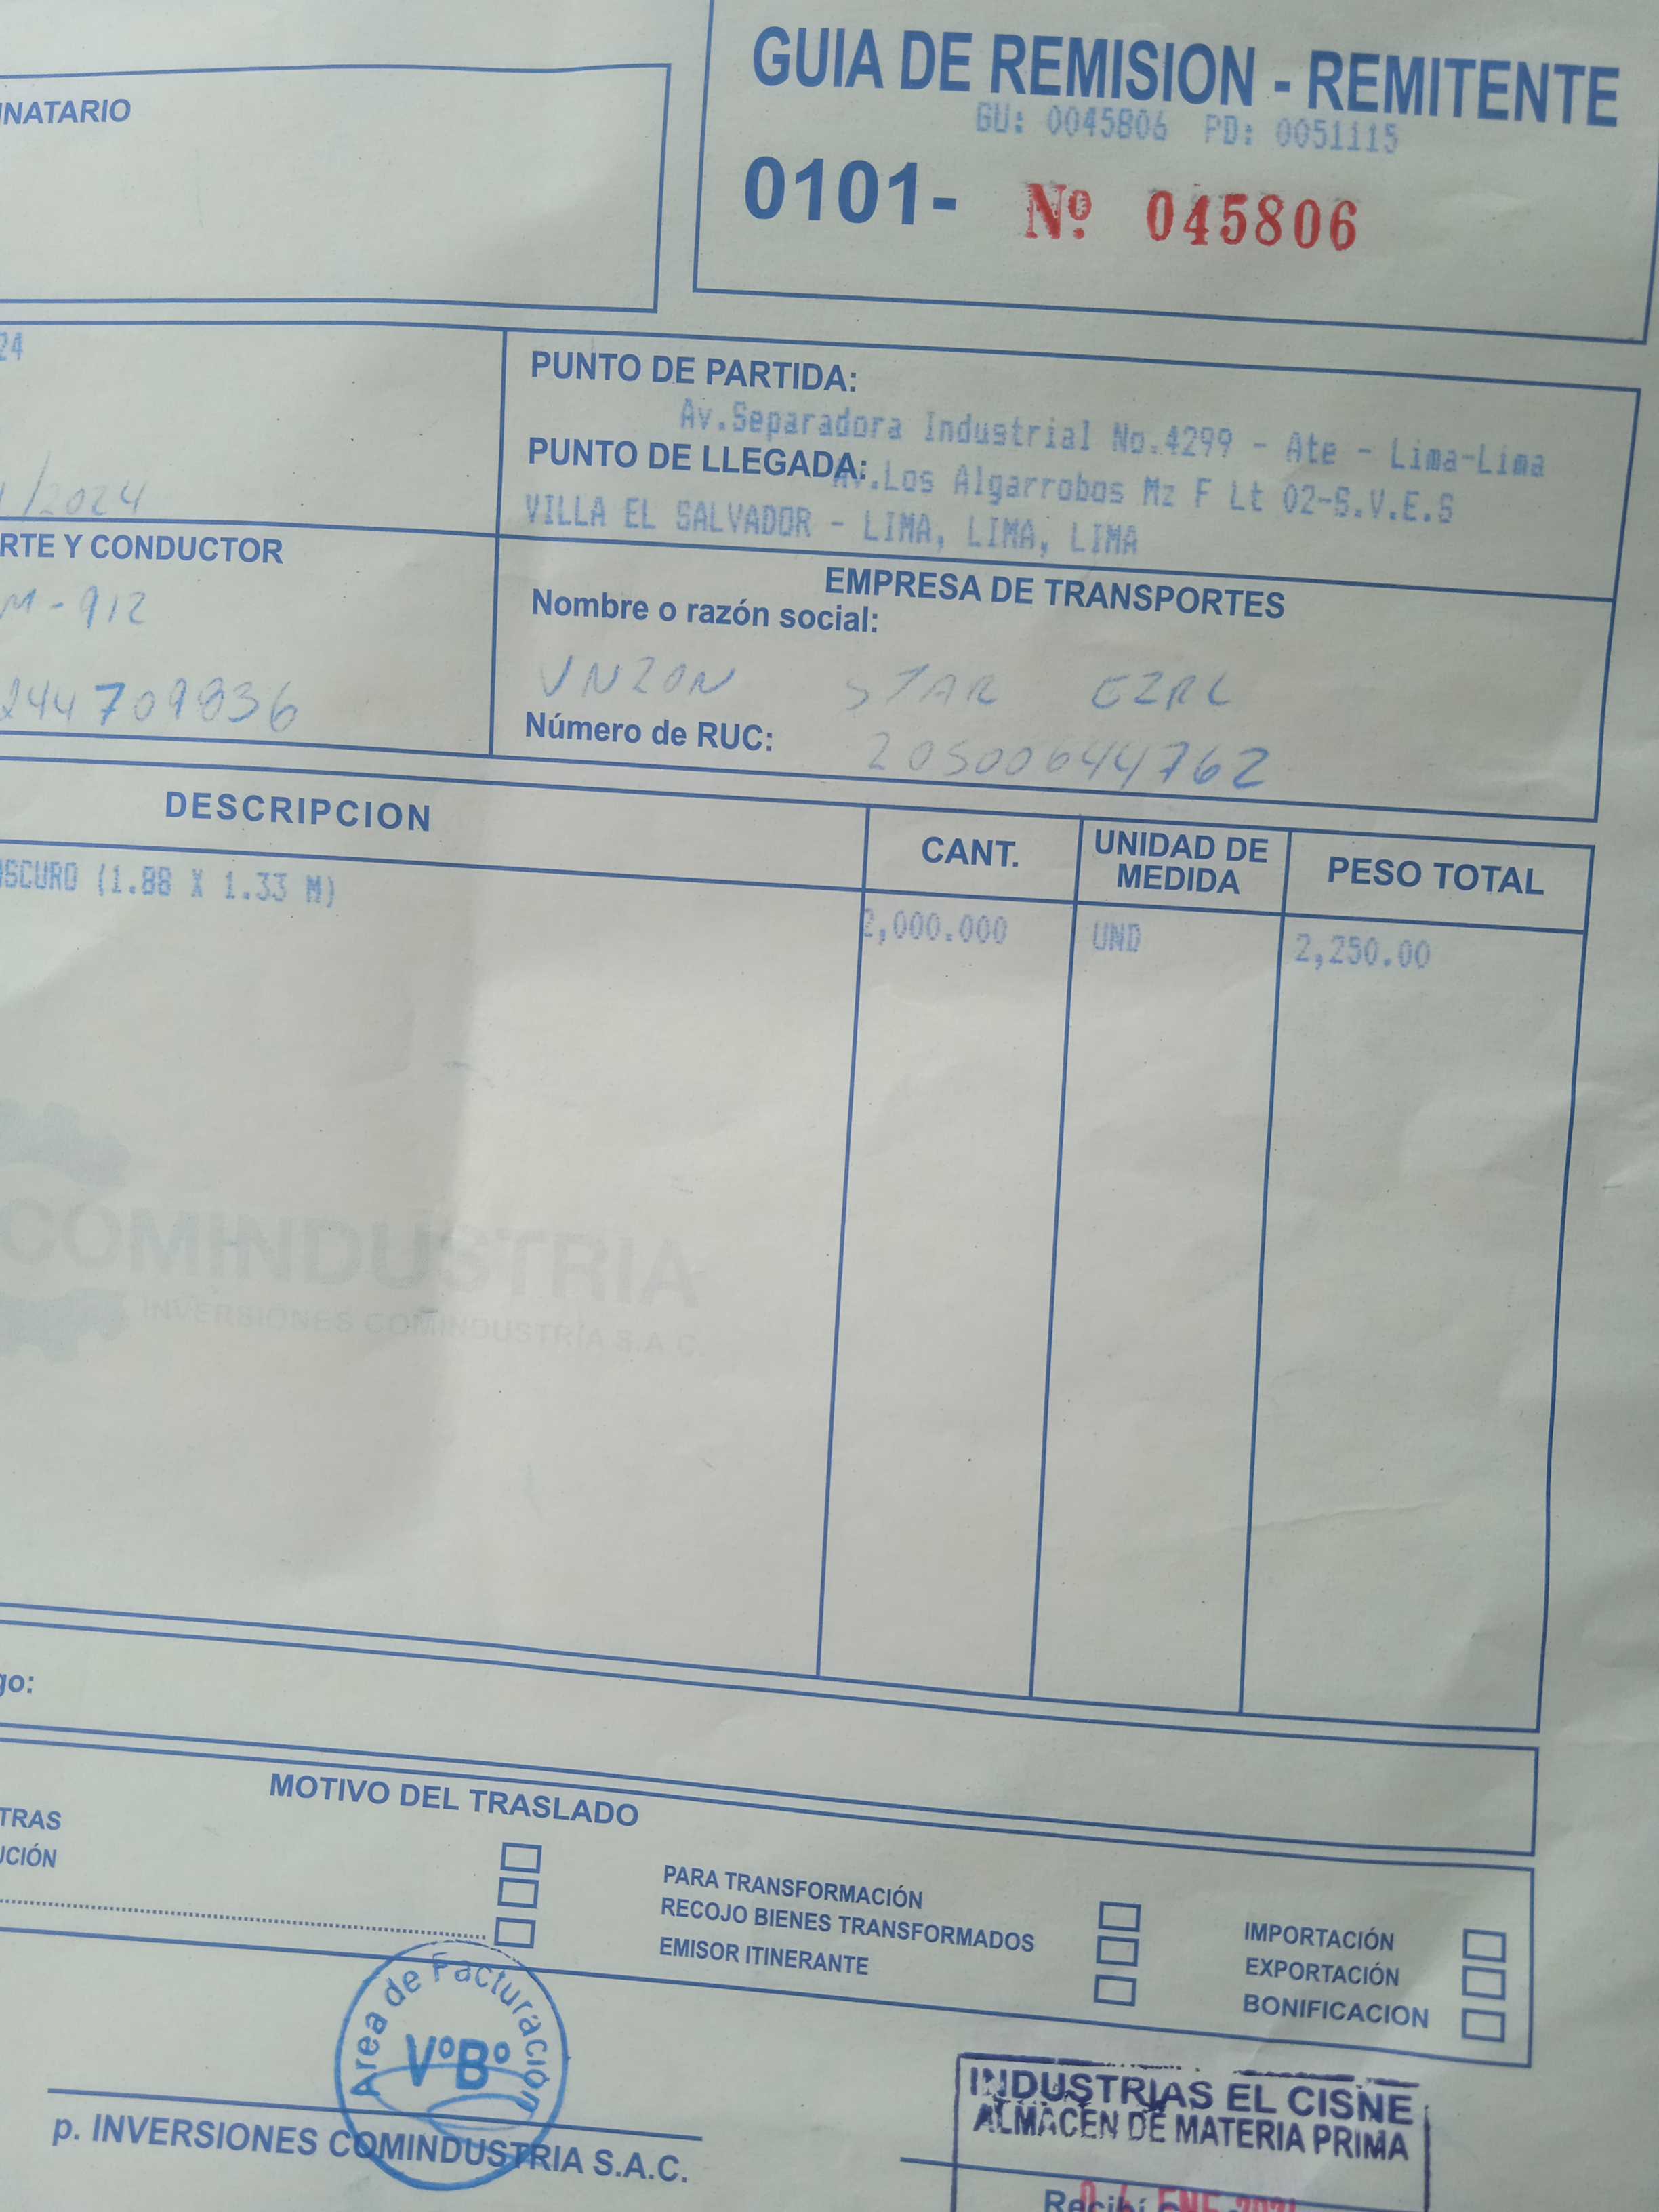 GUIA DE REMISION - REMITENTE
GU: 0045806 PD: 0051115
0101- Nº 045806
NATARIO
24
PUNTO DE PARTIDA:
Av.Separadora Industrial No.4299 - Ate - Lima-Lima
PUNTO DE LLEGADA: Av.Los Algarrobos Mz F Lt 02-S.V.E.S
VILLA EL SALVADOR - LIMA, LIMA, LIMA
/2024
RTE Y CONDUCTOR
M-912
244709836
EMPRESA DE TRANSPORTES
Nombre o razón social:
UNZON STAR EZRL
Número de RUC: 20500644762
DESCRIPCION CANT. UNIDAD DE MEDIDA PESO TOTAL
SCURO (1.88 X 1.33 M) 2,000.000 UND 2,250.00
COMINDUSTRIA
INVERSIONES COMINDUSTRIA S.A.C.
go:
MOTIVO DEL TRASLADO
TRAS
UCIÓN
PARA TRANSFORMACIÓN
RECOJO BIENES TRANSFORMADOS
EMISOR ITINERANTE
IMPORTACIÓN
EXPORTACIÓN
BONIFICACION
Area de Facturación
VºBº
p. INVERSIONES COMINDUSTRIA S.A.C.
INDUSTRIAS EL CISNE
ALMACEN DE MATERIA PRIMA
Recibí
ENE